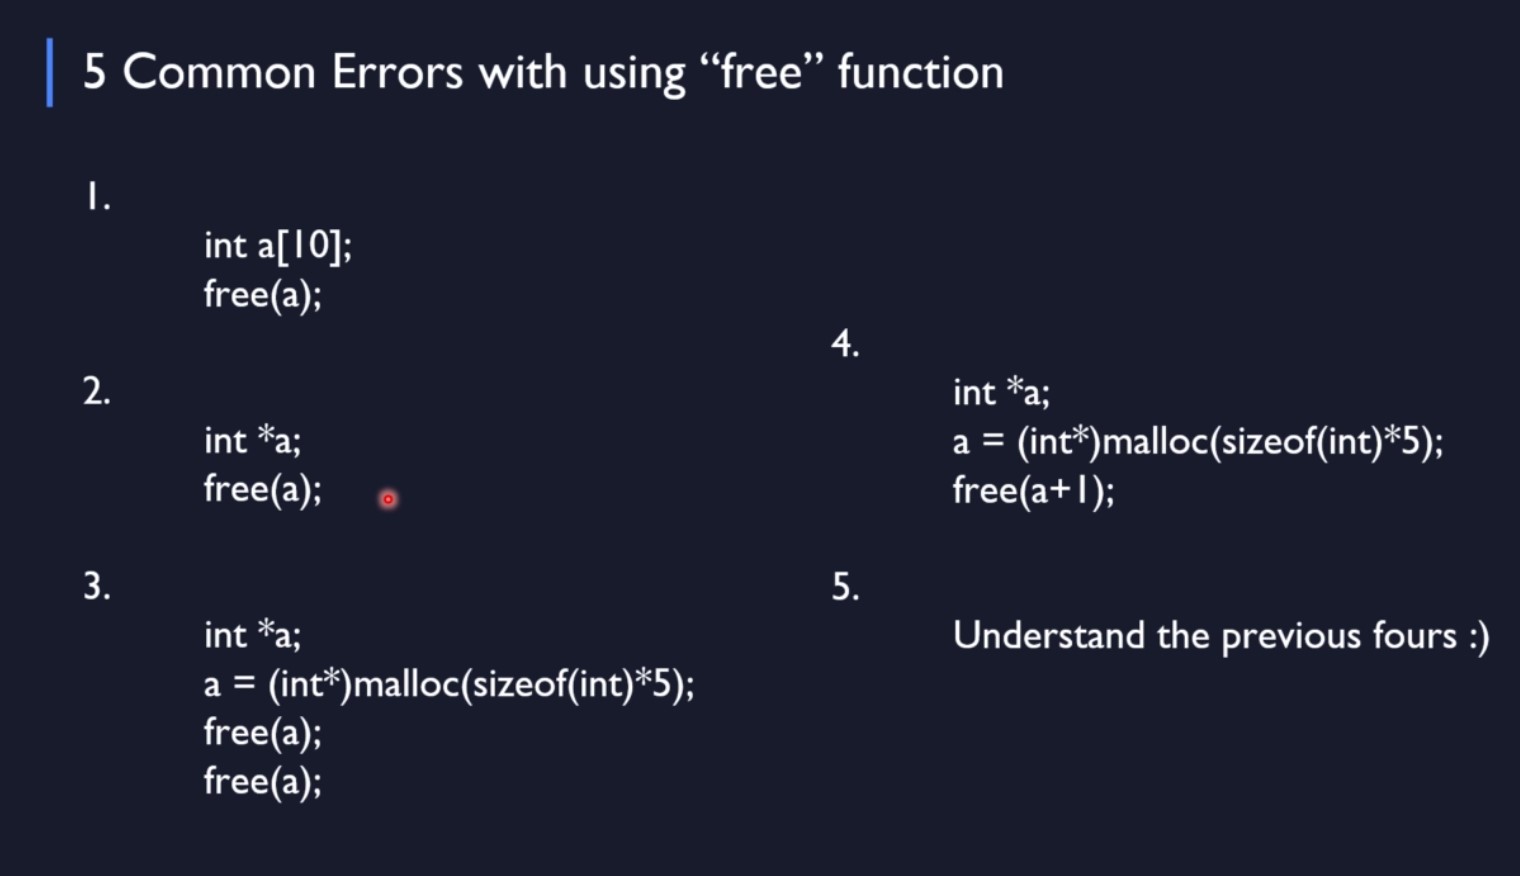 5 Common Errors with using “free” function
1.
int a[10];
free(a);
2.
int *a;
free(a);
3.
int *a;
a = (int*)malloc(sizeof(int)*5);
free(a);
free(a);
4.
int *a;
a = (int*)malloc(sizeof(int)*5);
free(a+1);
5.
Understand the previous fours :)